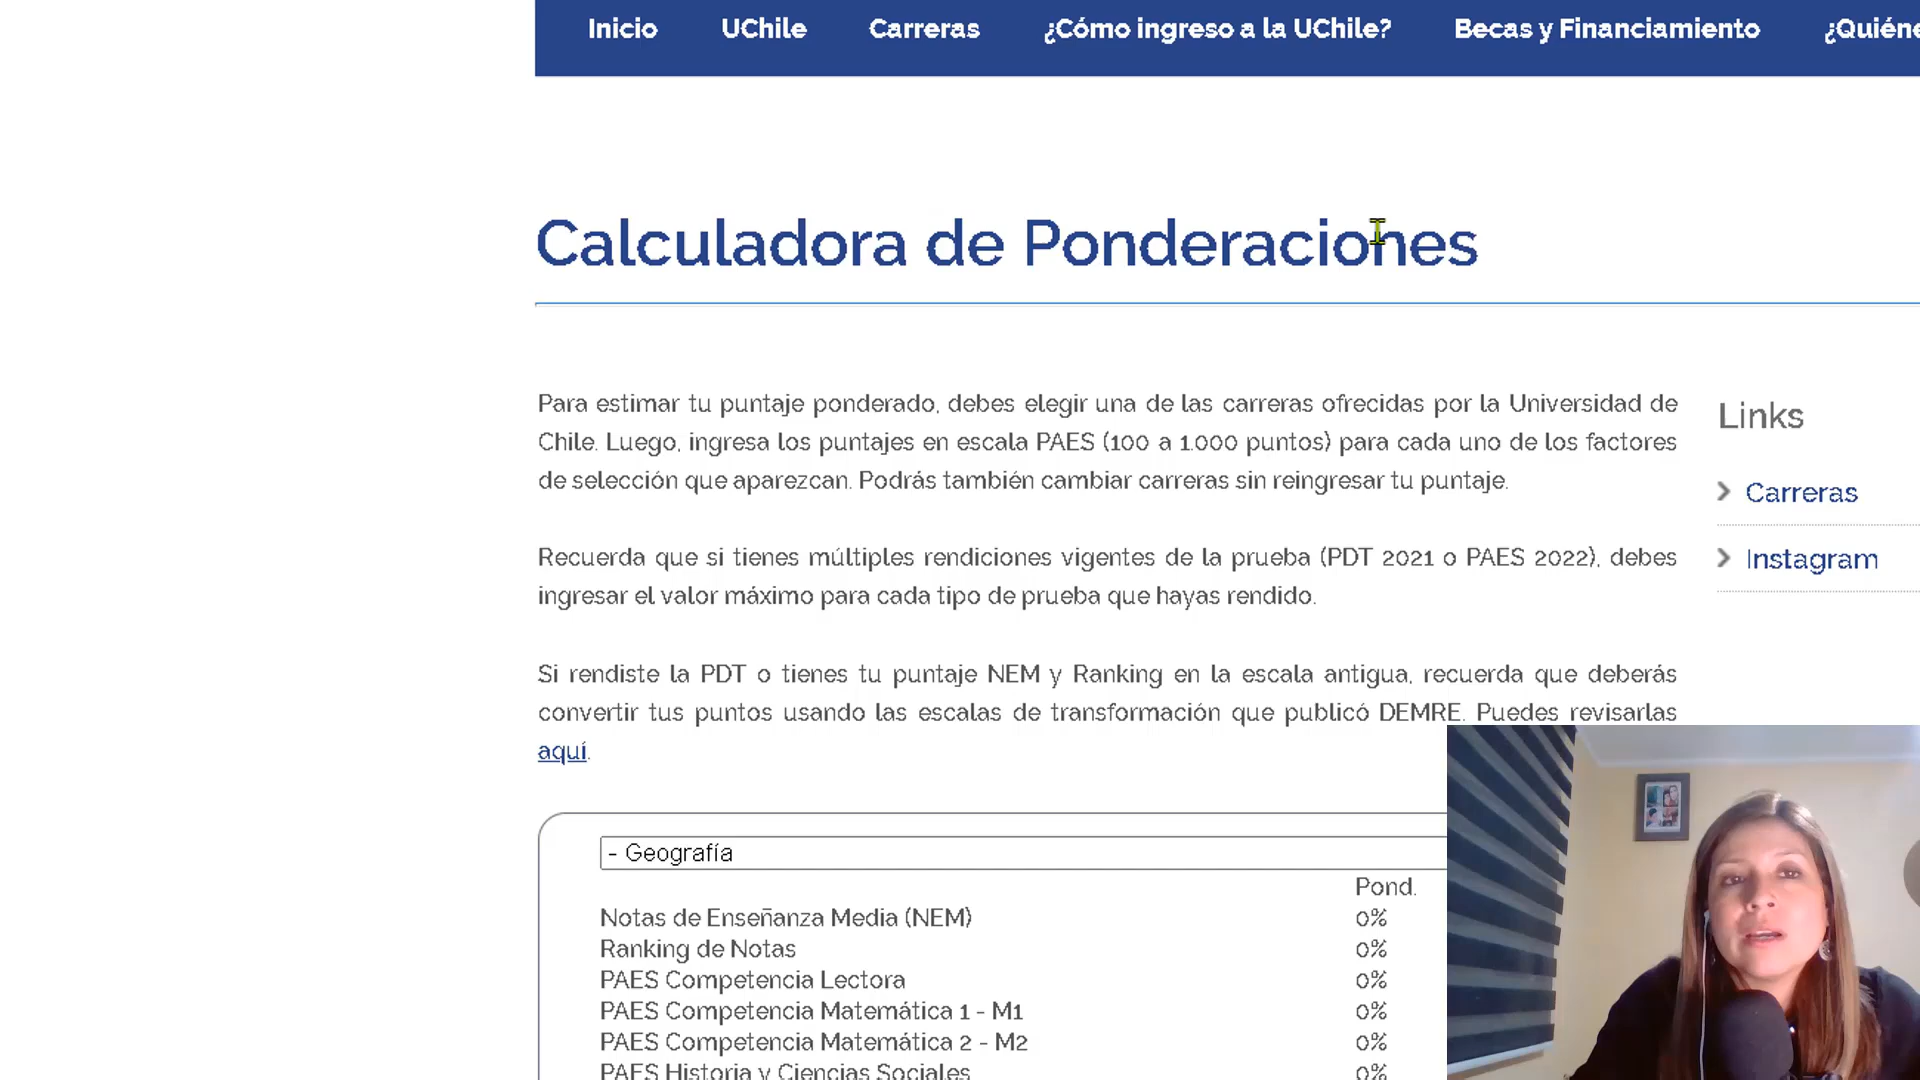 Inicio UChile Carreras ¿Cómo ingreso a la UChile? Becas y Financiamiento ¿Quiéne
Calculadora de Ponderaciones
Para estimar tu puntaje ponderado, debes elegir una de las carreras ofrecidas por la Universidad de
Chile. Luego, ingresa los puntajes en escala PAES (100 a 1.000 puntos) para cada uno de los factores
de selección que aparezcan. Podrás también cambiar carreras sin reingresar tu puntaje.
Recuerda que si tienes múltiples rendiciones vigentes de la prueba (PDT 2021 o PAES 2022), debes
ingresar el valor máximo para cada tipo de prueba que hayas rendido.
Si rendiste la PDT o tienes tu puntaje NEM y Ranking en la escala antigua, recuerda que deberás
convertir tus puntos usando las escalas de transformación que publicó DEMRE. Puedes revisarlas
aquí.
Links
Carreras
Instagram
- Geografía
Pond.
Notas de Enseñanza Media (NEM) 0%
Ranking de Notas 0%
PAES Competencia Lectora 0%
PAES Competencia Matemática 1 - M1 0%
PAES Competencia Matemática 2 - M2 0%
PAES Historia y Ciencias Sociales 0%